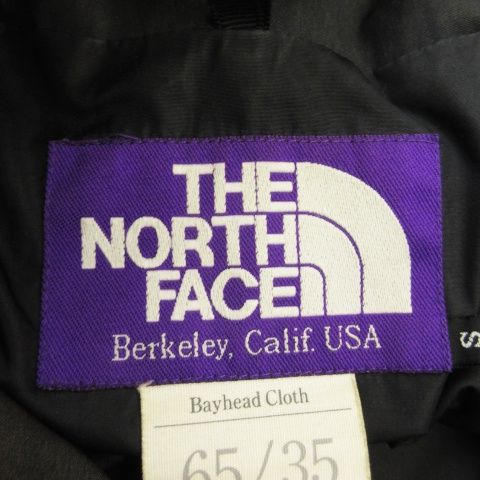 THE
NORTH
FACE
Berkeley, Calif. USA
S
Bayhead Cloth
65/35